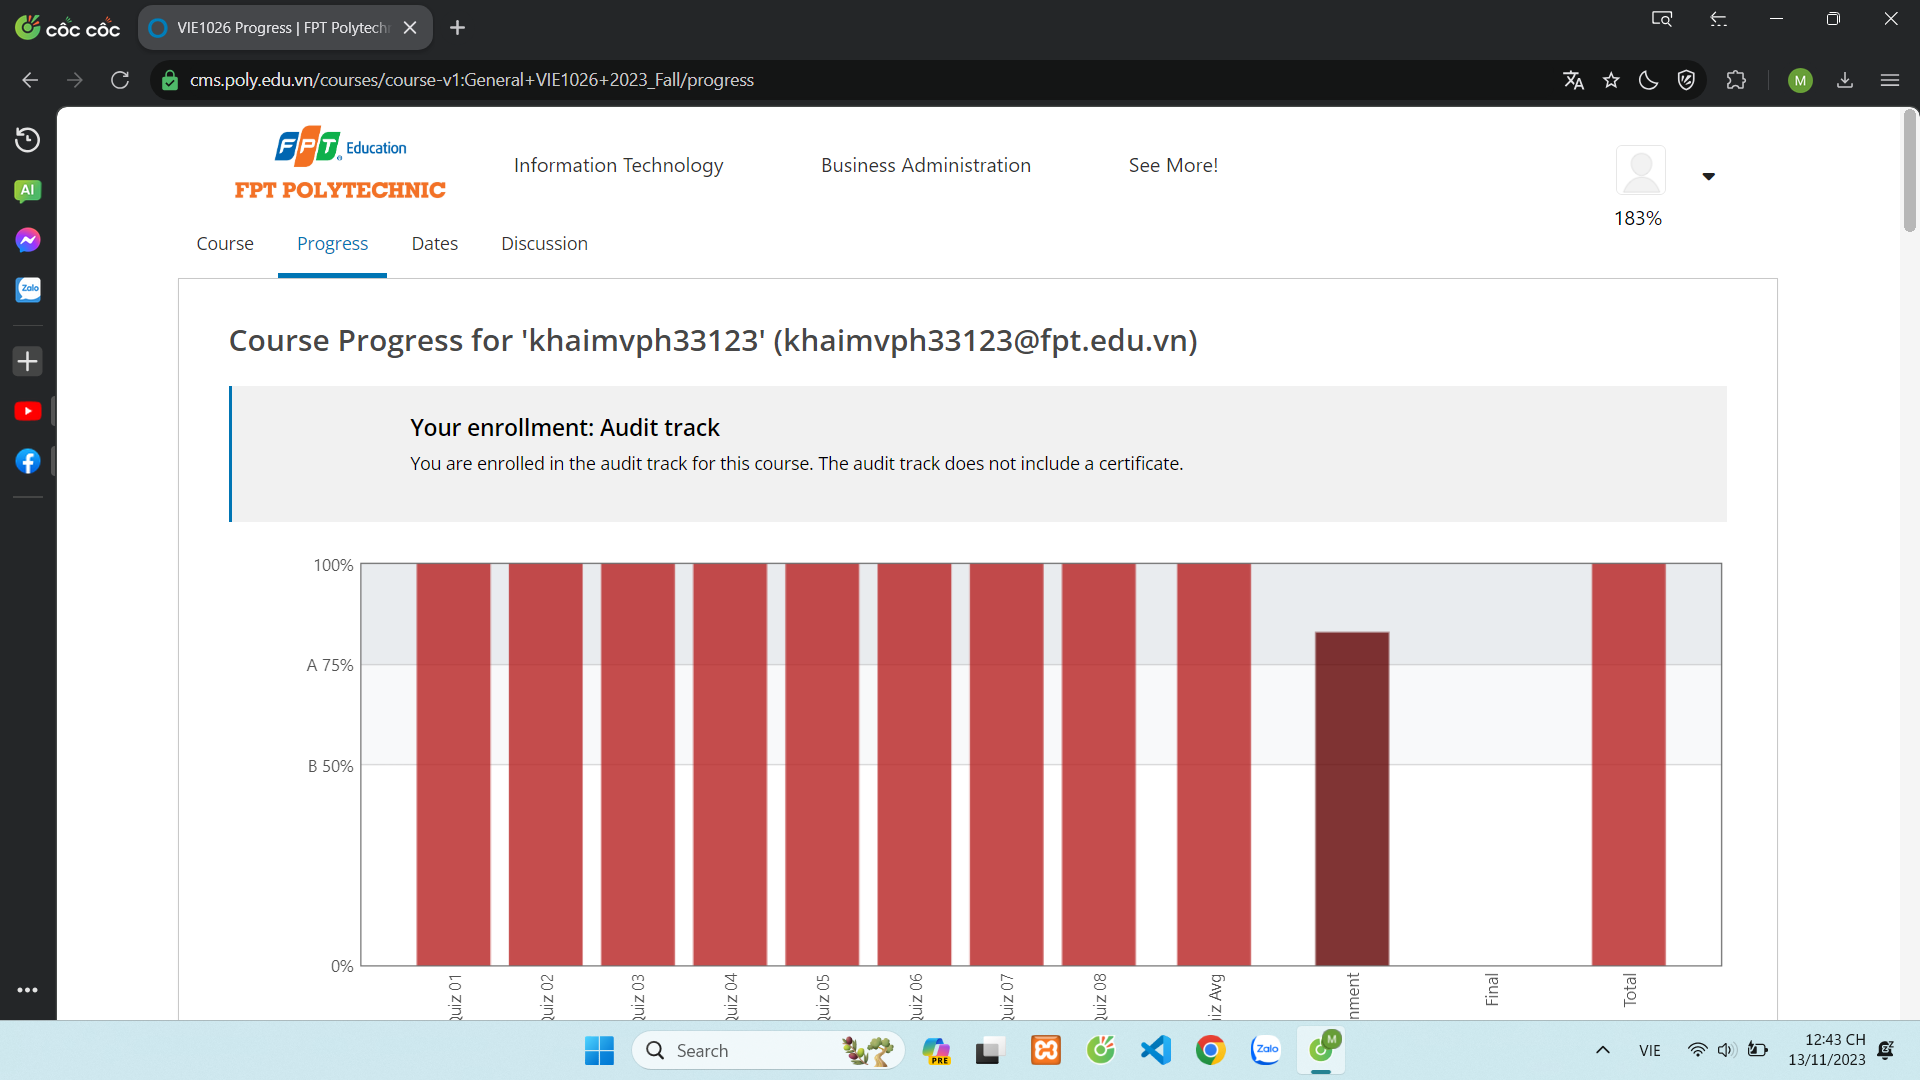 cốc cốc
VIE1026 Progress | FPT Polytechn
cms.poly.edu.vn/courses/course-v1:General+VIE1026+2023_Fall/progress
M
AI
Zalo
FPT Education
FPT POLYTECHNIC
Information Technology
Business Administration
See More!
183%
Course
Progress
Dates
Discussion
Course Progress for 'khaimvph33123' (khaimvph33123@fpt.edu.vn)
Your enrollment: Audit track
You are enrolled in the audit track for this course. The audit track does not include a certificate.
100%
A 75%
B 50%
0%
Quiz 01
Quiz 02
Quiz 03
Quiz 04
Quiz 05
Quiz 06
Quiz 07
Quiz 08
iz Avg
nment
Final
Total
Search
PRE
Zalo
M
VIE
12:43 CH
13/11/2023